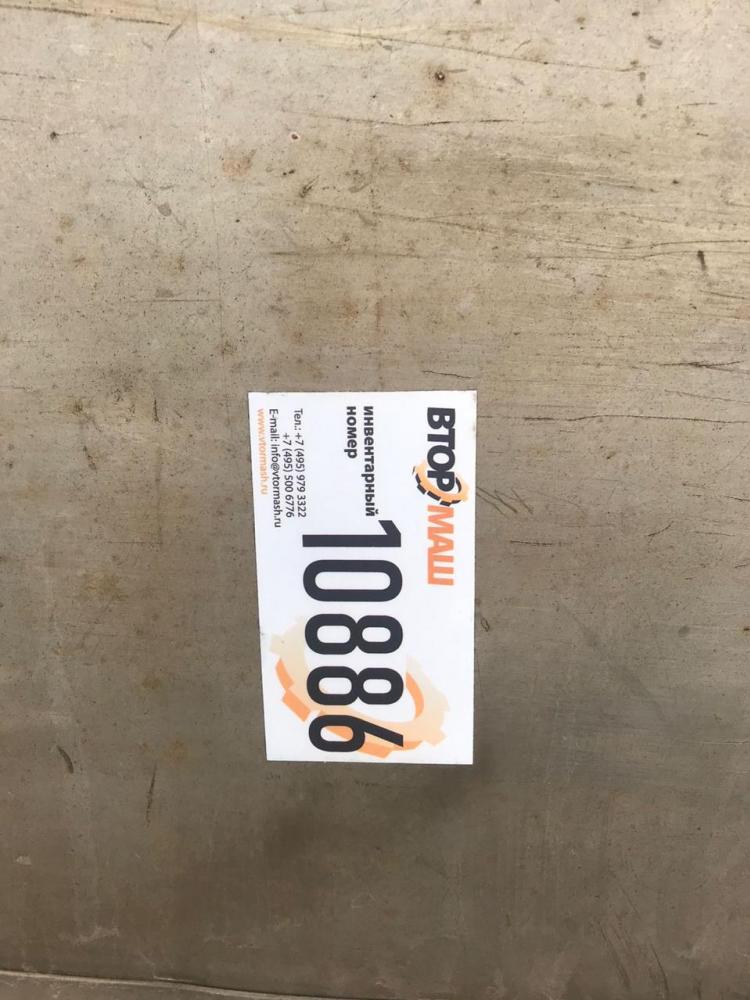 ВТОРМАШ
инвентарный
номер
10886
Тел.: +7 (495) 979 3322
+7 (495) 500 6776
E-mail: info@vtormash.ru
www.vtormash.ru